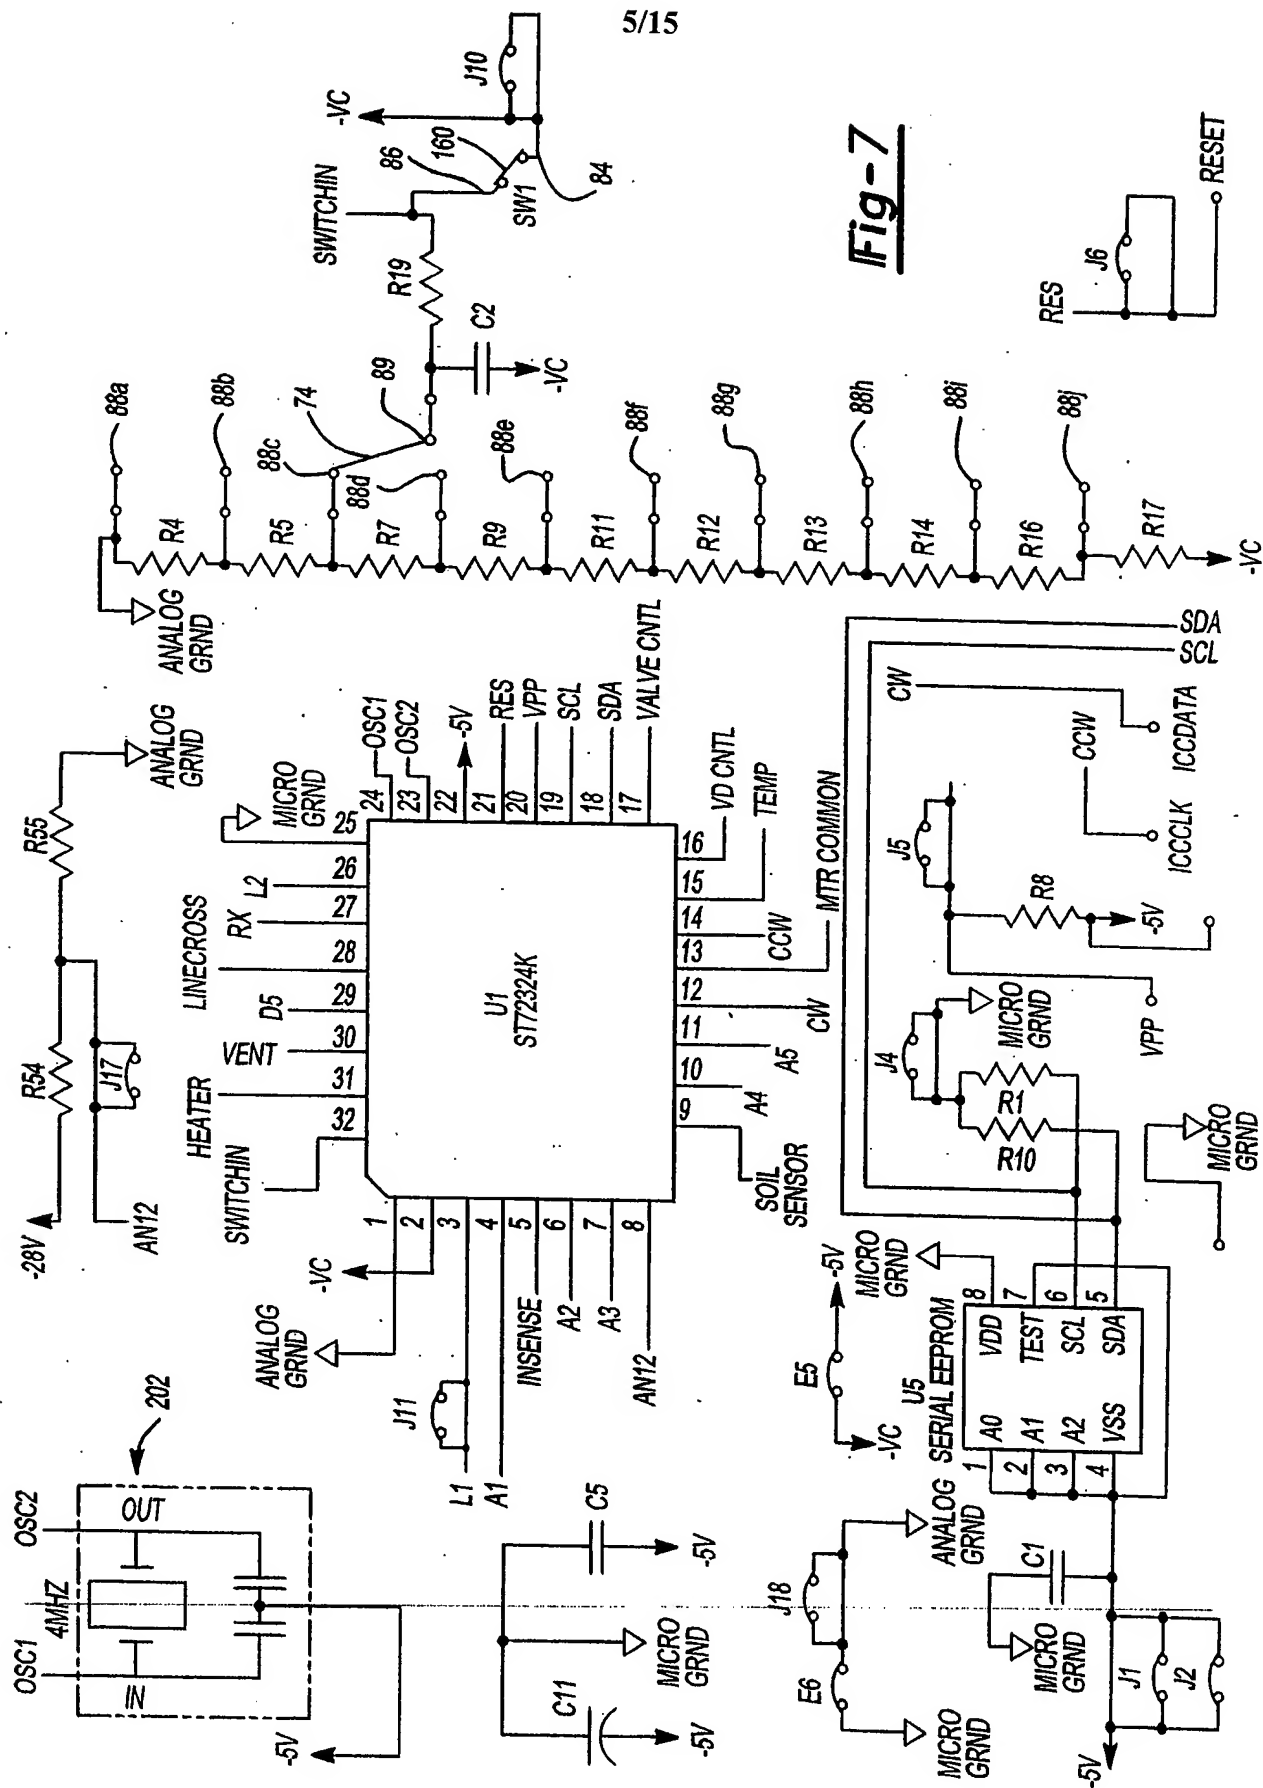 5/15
Fig-7
OSC1
OSC2
4MHZ
IN
OUT
202
-5V
-28V
R54
R55
J17
AN12
ANALOG
GRND
ANALOG
GRND
88a
R4
88b
R5
88c
74
89
R7
88d
R9
88e
R11
88f
R12
88g
R13
88h
R14
88i
R16
88j
R17
-VC
C2
-VC
R19
SWITCHIN
86
160
SW1
84
-VC
J10
SWITCHIN
HEATER
VENT
D5
LINECROSS
RX
L2
MICRO
GRND
32
31
30
29
28
27
26
25
U1
ST72324K
24
OSC1
23
OSC2
22
-5V
21
RES
20
VPP
19
SCL
18
SDA
17
VALVE CNTL
1
2
3
4
5
6
7
8
ANALOG
GRND
-VC
J11
L1
A1
INSENSE
A2
A3
AN12
9
10
11
12
13
14
15
16
SOIL
SENSOR
A4
A5
CW
MTR COMMON
CCW
TEMP
VD CNTL
C11
C5
-5V
MICRO
GRND
-5V
E6
J18
MICRO
GRND
ANALOG
GRND
E5
-VC
-5V
U5
SERIAL EEPROM
1
2
3
4
A0
A1
A2
VSS
VDD
TEST
SCL
SDA
8
7
6
5
MICRO
GRND
C1
MICRO
GRND
J1
J2
-5V
J4
MICRO
GRND
R1
R10
MICRO
GRND
J5
R8
-5V
VPP
CCW
CW
ICCCLK
ICCDATA
SDA
SCL
RES
J6
RESET